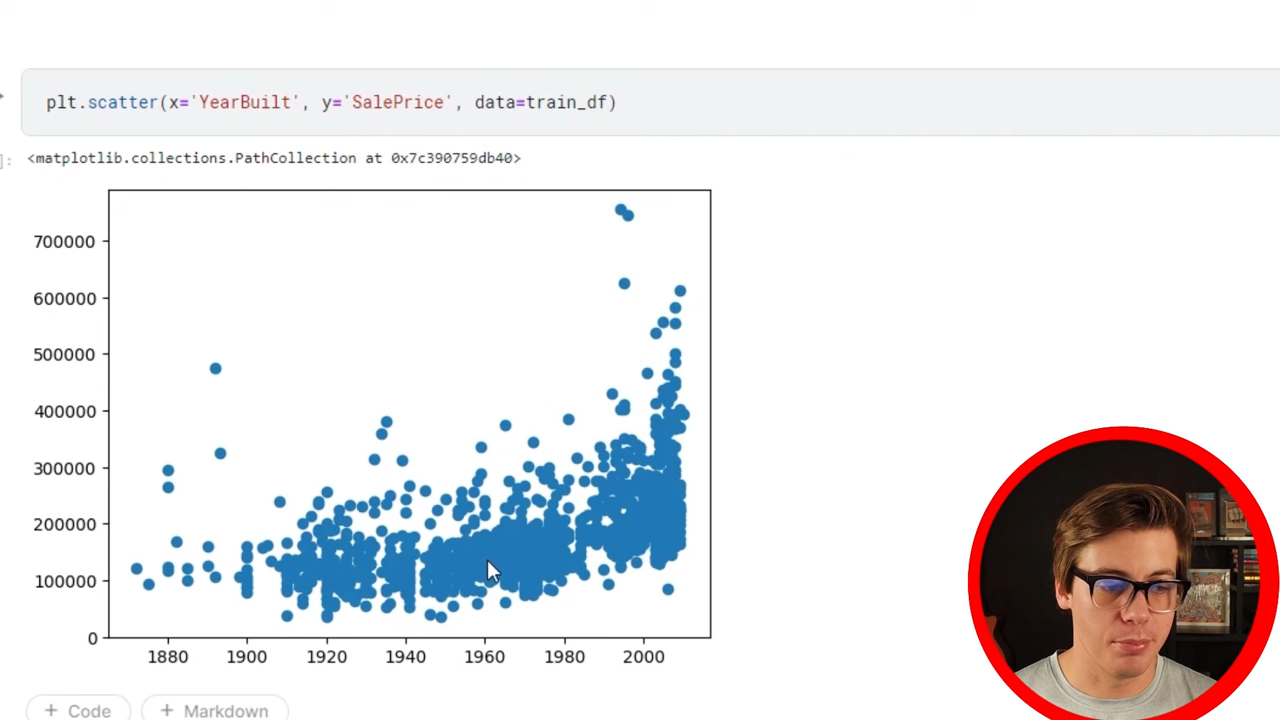 plt.scatter(x='YearBuilt', y='SalePrice', data=train_df)
]: <matplotlib.collections.PathCollection at 0x7c390759db40>
700000
600000
500000
400000
300000
200000
100000
0
1880 1900 1920 1940 1960 1980 2000
+ Code + Markdown